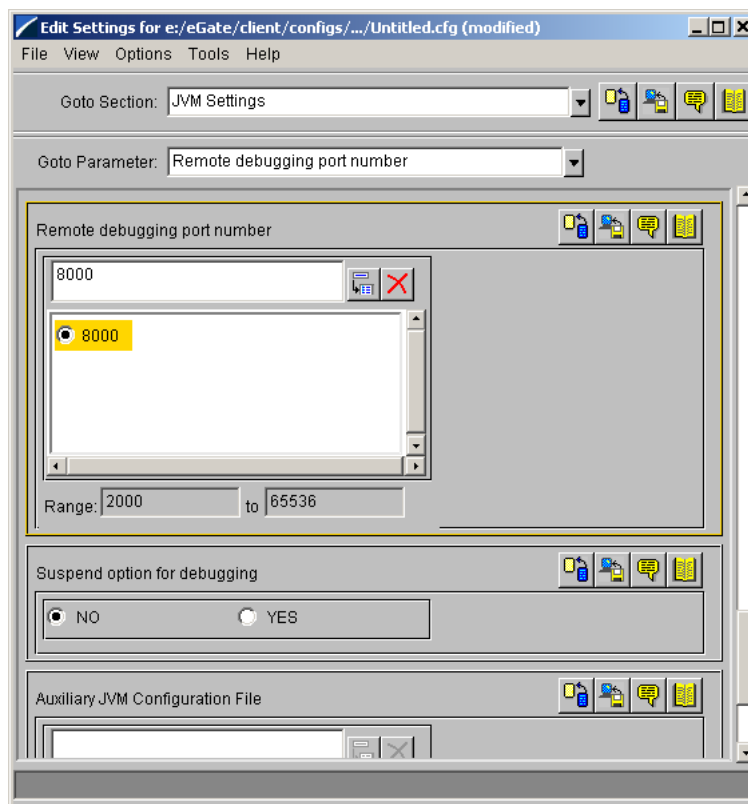 Edit Settings for e:/eGate/client/configs/.../Untitled.cfg (modified)
File View Options Tools Help
Goto Section: JVM Settings
Goto Parameter: Remote debugging port number
Remote debugging port number
8000
8000
Range: 2000 to 65536
Suspend option for debugging
NO YES
Auxiliary JVM Configuration File